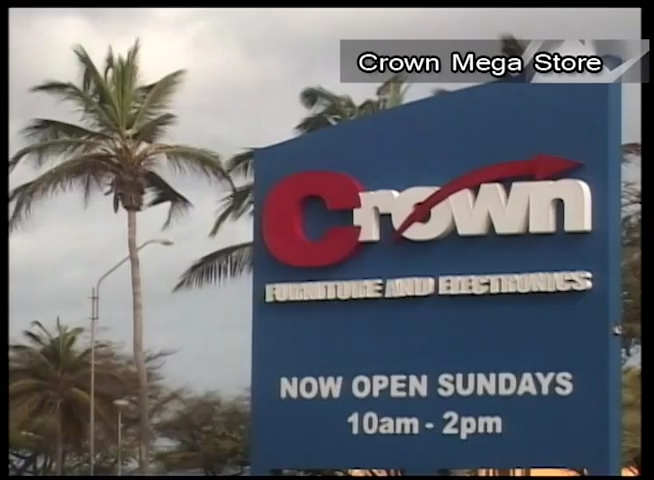 Crown Mega Store
Crown
FURNITURE AND ELECTRONICS
NOW OPEN SUNDAYS
10am - 2pm